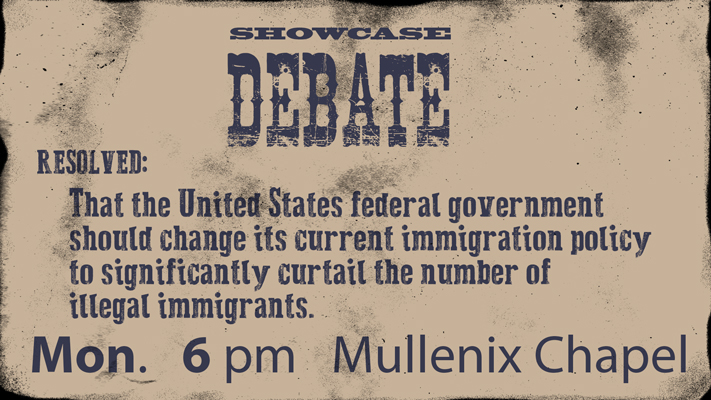 SHOWCASE
DEBATE
RESOLVED:
That the United States federal government
should change its current immigration policy
to significantly curtail the number of
illegal immigrants.
Mon. 6 pm Mullenix Chapel